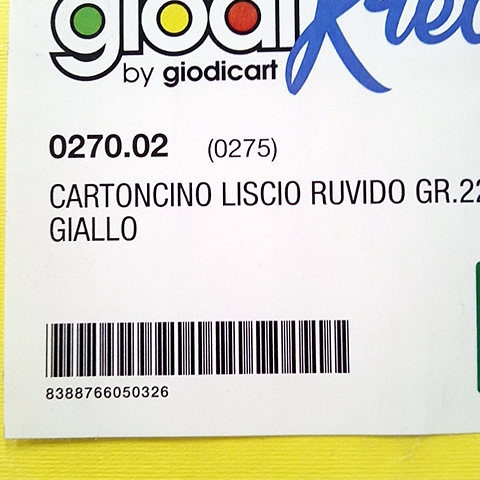 by giodicart
0270.02 (0275)
CARTONCINO LISCIO RUVIDO GR.22
GIALLO
8388766050326